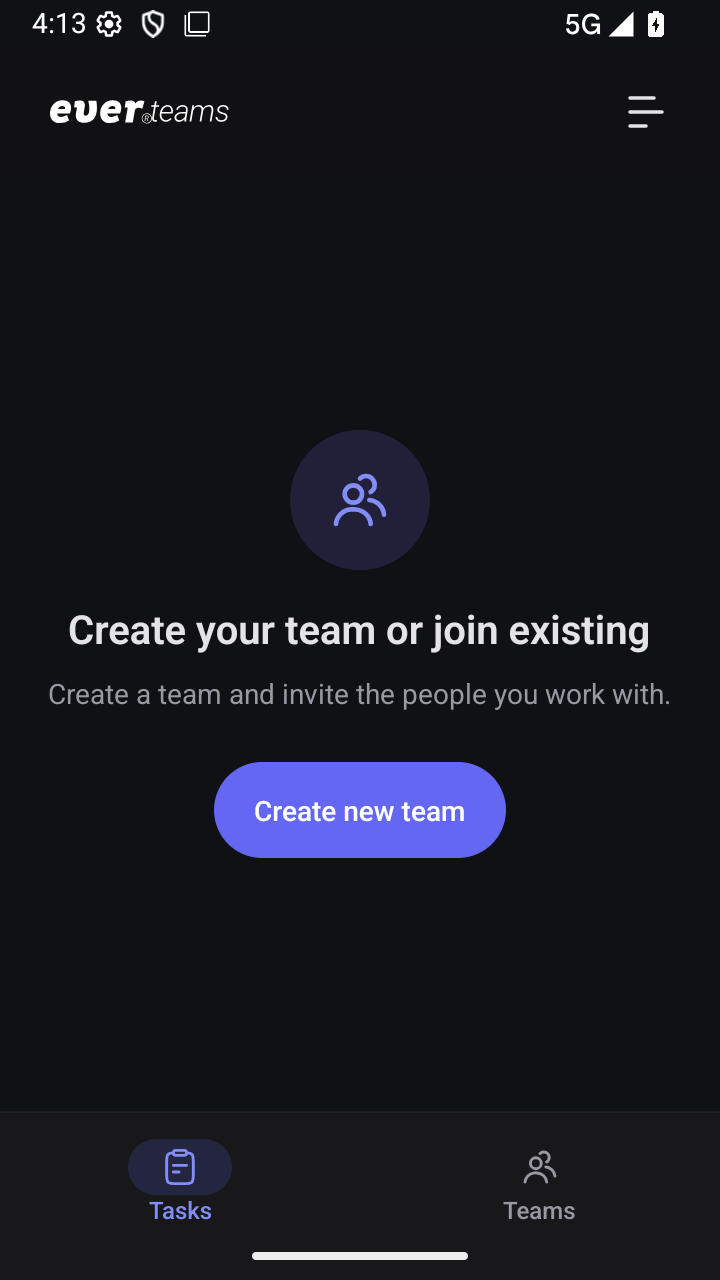 4:13
5G
ever®teams
Create your team or join existing
Create a team and invite the people you work with.
Create new team
Tasks
Teams